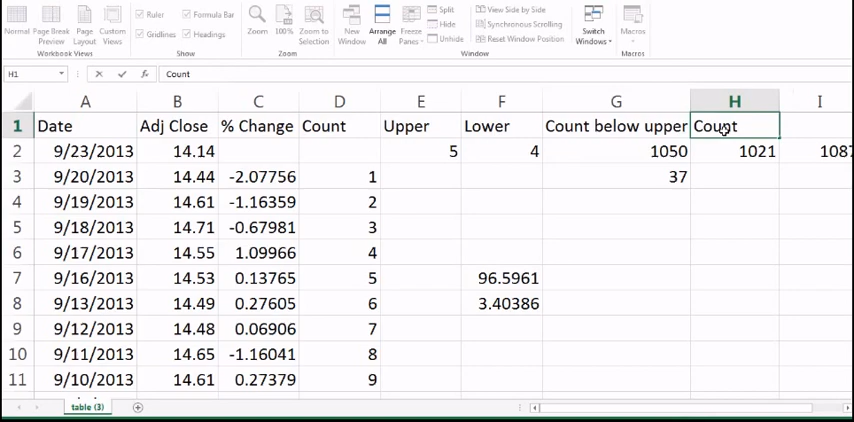 Normal Page Break Preview Page Layout Custom Views
Workbook Views
Ruler Formula Bar
Gridlines Headings
Show
Zoom 100% Zoom to Selection
Zoom
New Window Arrange All Freeze Panes
Split
Hide
Unhide
View Side by Side
Synchronous Scrolling
Reset Window Position
Window
Switch Windows
Macros
Macros
H1 fx Count
A B C D E F G H I
1 Date Adj Close % Change Count Upper Lower Count below upper Count
2 9/23/2013 14.14 5 4 1050 1021 1087
3 9/20/2013 14.44 -2.07756 1 37
4 9/19/2013 14.61 -1.16359 2
5 9/18/2013 14.71 -0.67981 3
6 9/17/2013 14.55 1.09966 4
7 9/16/2013 14.53 0.13765 5 96.5961
8 9/13/2013 14.49 0.27605 6 3.40386
9 9/12/2013 14.48 0.06906 7
10 9/11/2013 14.65 -1.16041 8
11 9/10/2013 14.61 0.27379 9
table (3)